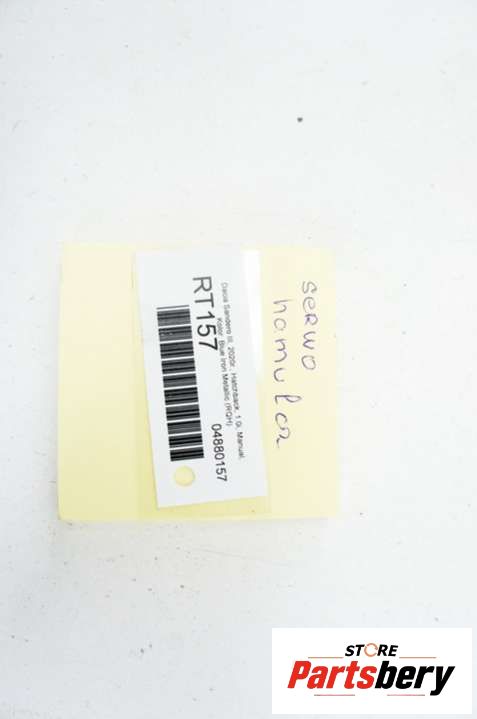 serwo
hamulca
Dacia Sandero III, 2020r., Hatchback, 1.0i, Manual,
Kolor: Blue Iron Metallic (RQH)
RT157
04880157
STORE
Partsbery